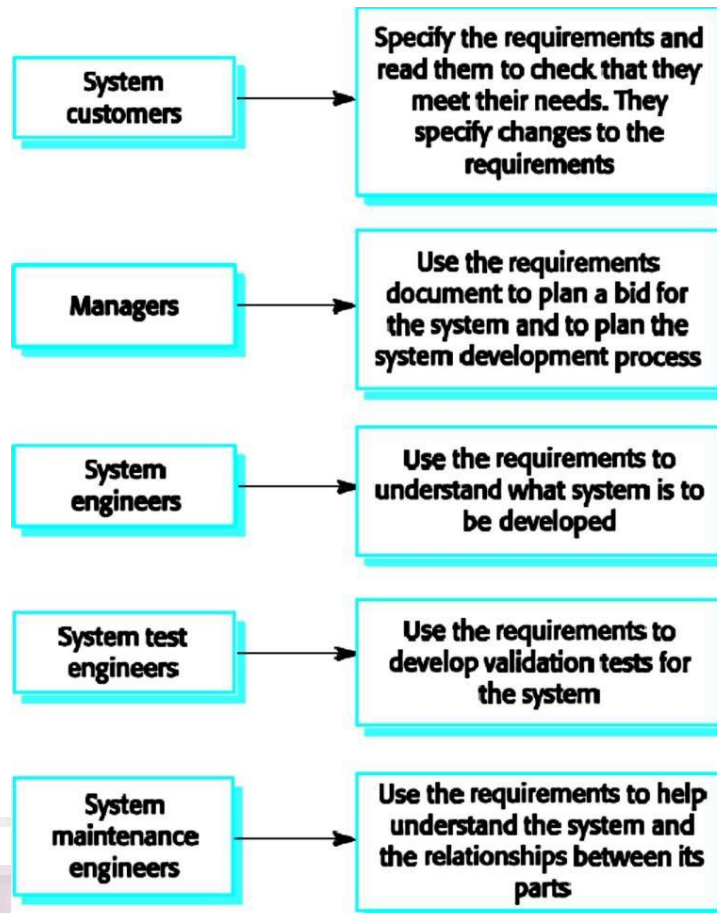 System
customers
Specify the requirements and
read them to check that they
meet their needs. They
specify changes to the
requirements
Managers
Use the requirements
document to plan a bid for
the system and to plan the
system development process
System
engineers
Use the requirements to
understand what system is to
be developed
System test
engineers
Use the requirements to
develop validation tests for
the system
System
maintenance
engineers
Use the requirements to help
understand the system and
the relationships between its
parts